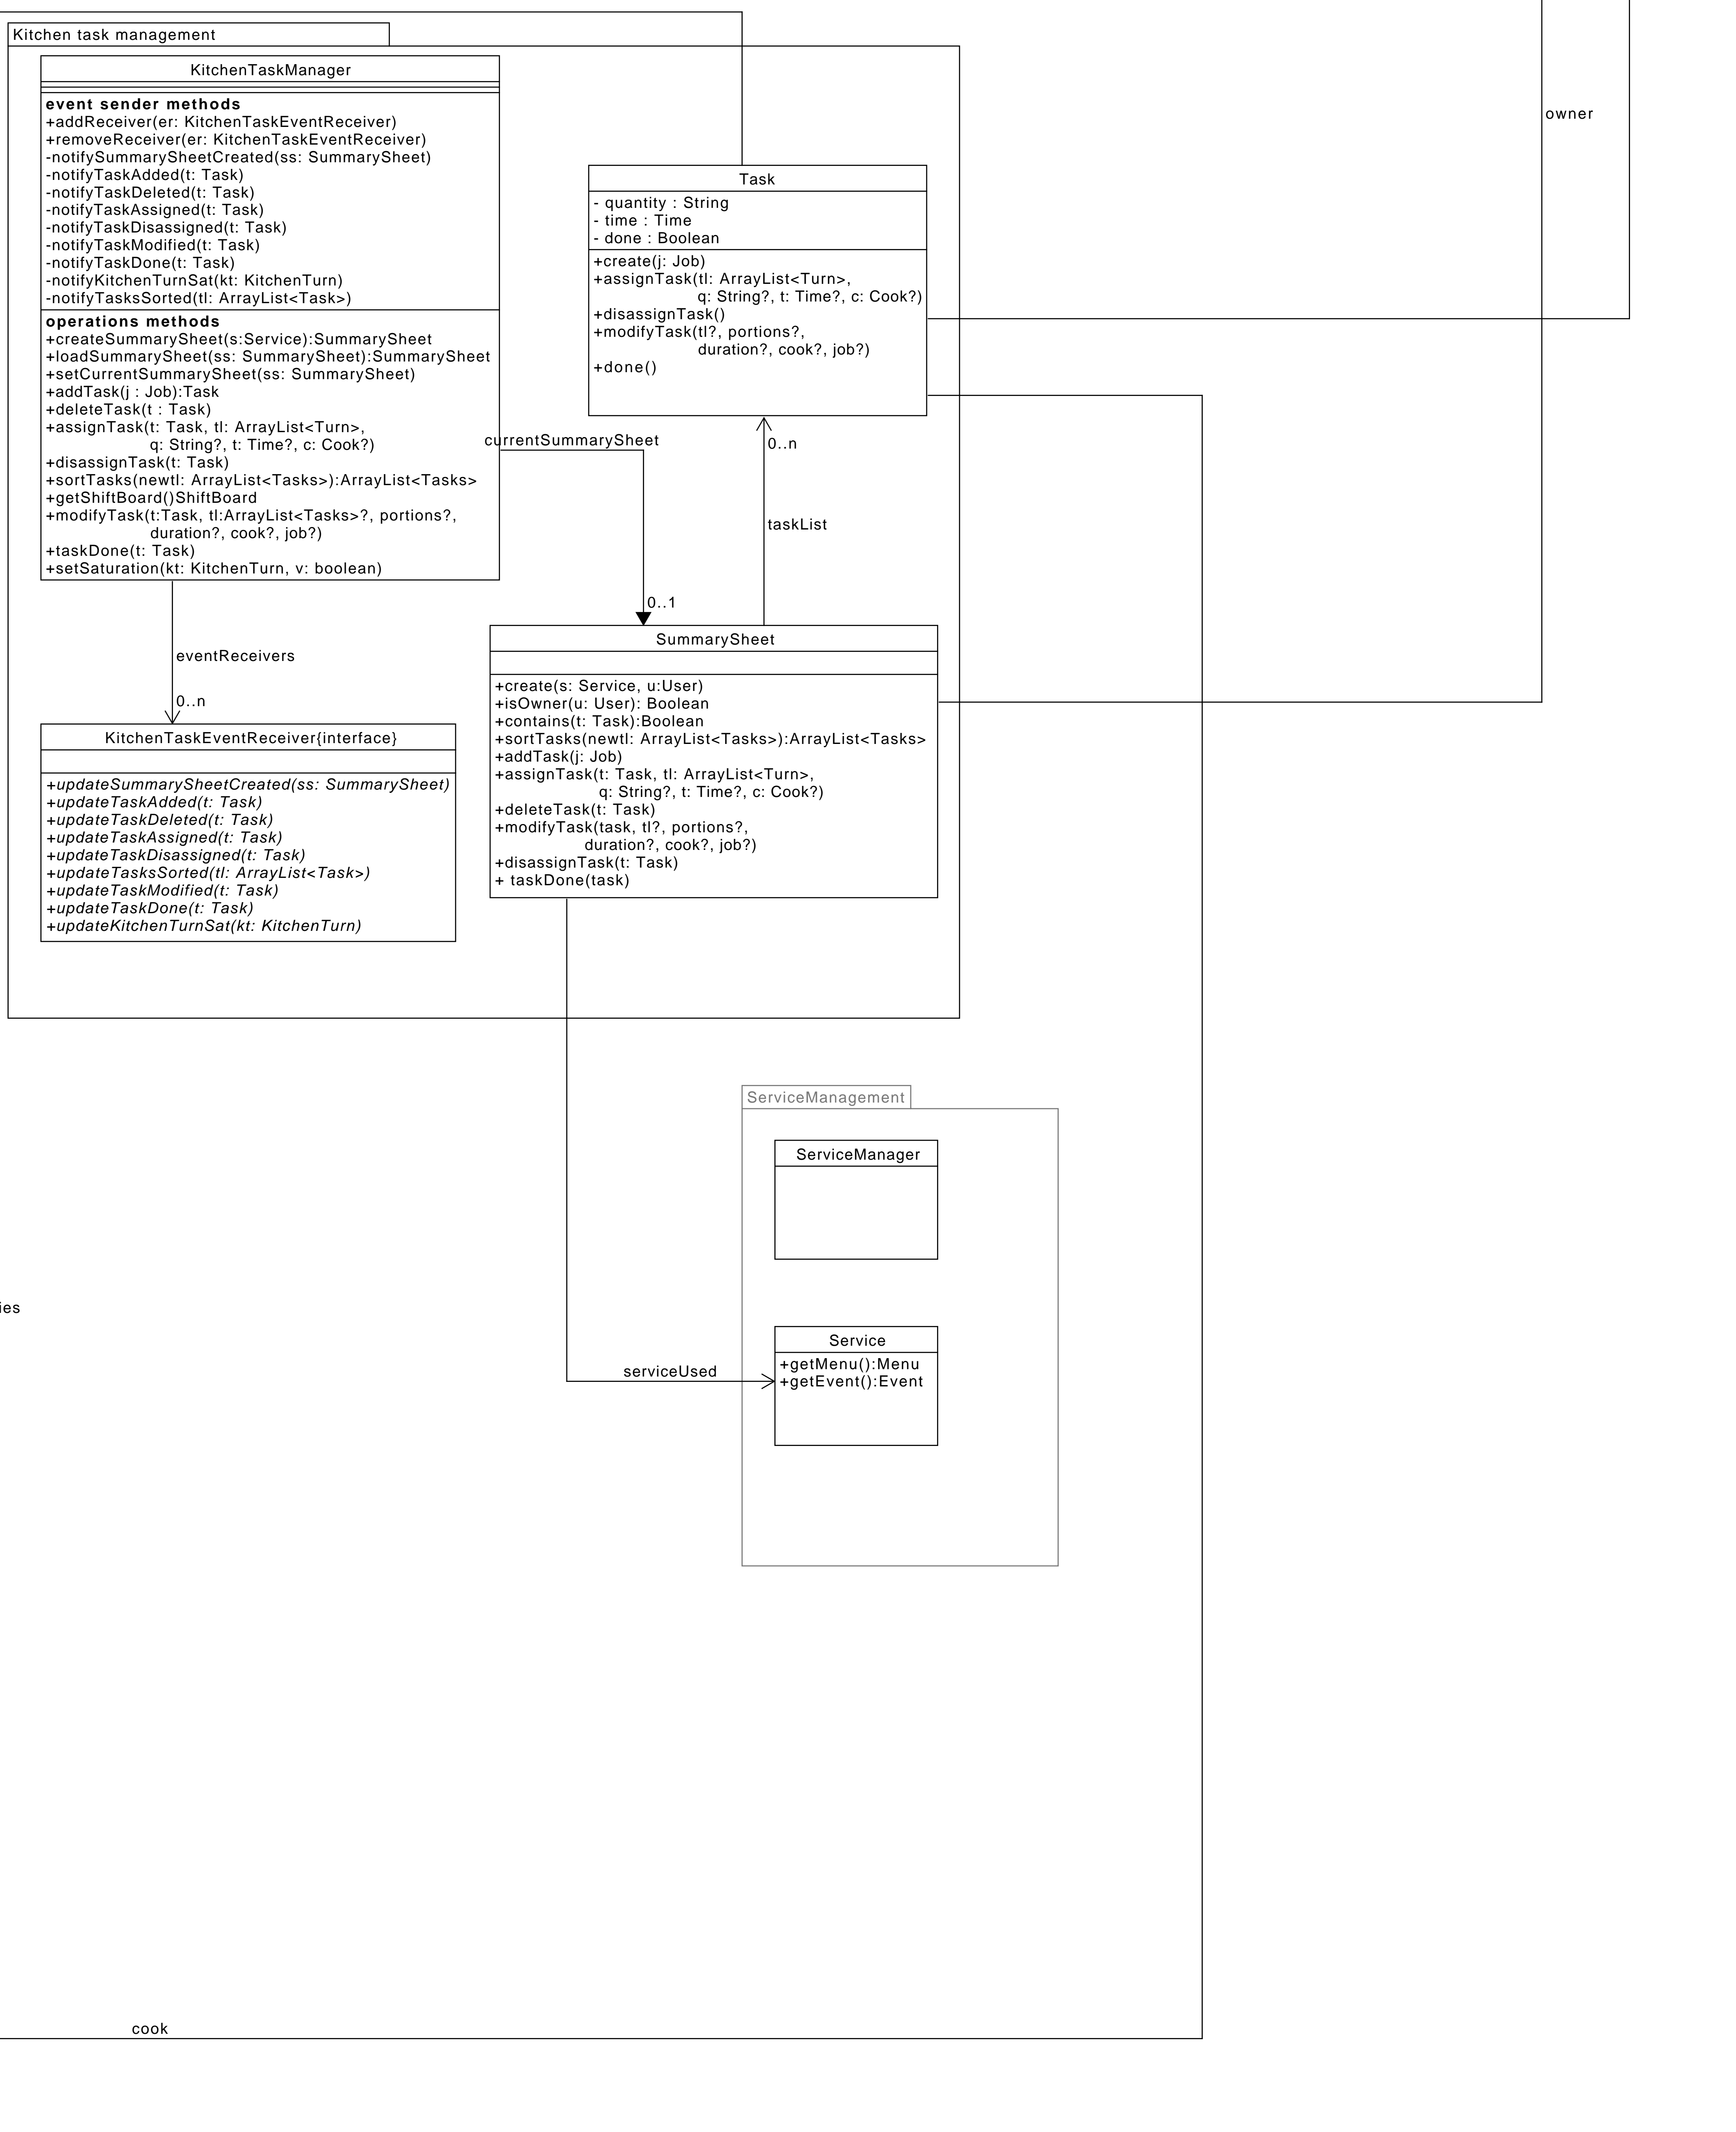 Kitchen task management
KitchenTaskManager
event sender methods
+addReceiver(er: KitchenTaskEventReceiver)
+removeReceiver(er: KitchenTaskEventReceiver)
-notifySummarySheetCreated(ss: SummarySheet)
-notifyTaskAdded(t: Task)
-notifyTaskDeleted(t: Task)
-notifyTaskAssigned(t: Task)
-notifyTaskDisassigned(t: Task)
-notifyTaskModified(t: Task)
-notifyTaskDone(t: Task)
-notifyKitchenTurnSat(kt: KitchenTurn)
-notifyTasksSorted(tl: ArrayList<Task>)
operations methods
+createSummarySheet(s:Service):SummarySheet
+loadSummarySheet(ss: SummarySheet):SummarySheet
+setCurrentSummarySheet(ss: SummarySheet)
+addTask(j : Job):Task
+deleteTask(t : Task)
+assignTask(t: Task, tl: ArrayList<Turn>,
q: String?, t: Time?, c: Cook?)
+disassignTask(t: Task)
+sortTasks(newtl: ArrayList<Tasks>):ArrayList<Tasks>
+getShiftBoard()ShiftBoard
+modifyTask(t:Task, tl:ArrayList<Tasks>?, portions?,
duration?, cook?, job?)
+taskDone(t: Task)
+setSaturation(kt: KitchenTurn, v: boolean)
Task
- quantity : String
- time : Time
- done : Boolean
+create(j: Job)
+assignTask(tl: ArrayList<Turn>,
q: String?, t: Time?, c: Cook?)
+disassignTask()
+modifyTask(tl?, portions?,
duration?, cook?, job?)
+done()
owner
currentSummarySheet
0..n
taskList
0..1
eventReceivers
0..n
SummarySheet
+create(s: Service, u:User)
+isOwner(u: User): Boolean
+contains(t: Task):Boolean
+sortTasks(newtl: ArrayList<Tasks>):ArrayList<Tasks>
+addTask(j: Job)
+assignTask(t: Task, tl: ArrayList<Turn>,
q: String?, t: Time?, c: Cook?)
+deleteTask(t: Task)
+modifyTask(task, tl?, portions?,
duration?, cook?, job?)
+disassignTask(t: Task)
+ taskDone(task)
KitchenTaskEventReceiver{interface}
+updateSummarySheetCreated(ss: SummarySheet)
+updateTaskAdded(t: Task)
+updateTaskDeleted(t: Task)
+updateTaskAssigned(t: Task)
+updateTaskDisassigned(t: Task)
+updateTasksSorted(tl: ArrayList<Task>)
+updateTaskModified(t: Task)
+updateTaskDone(t: Task)
+updateKitchenTurnSat(kt: KitchenTurn)
ServiceManagement
ServiceManager
ies
Service
+getMenu():Menu
+getEvent():Event
serviceUsed
cook